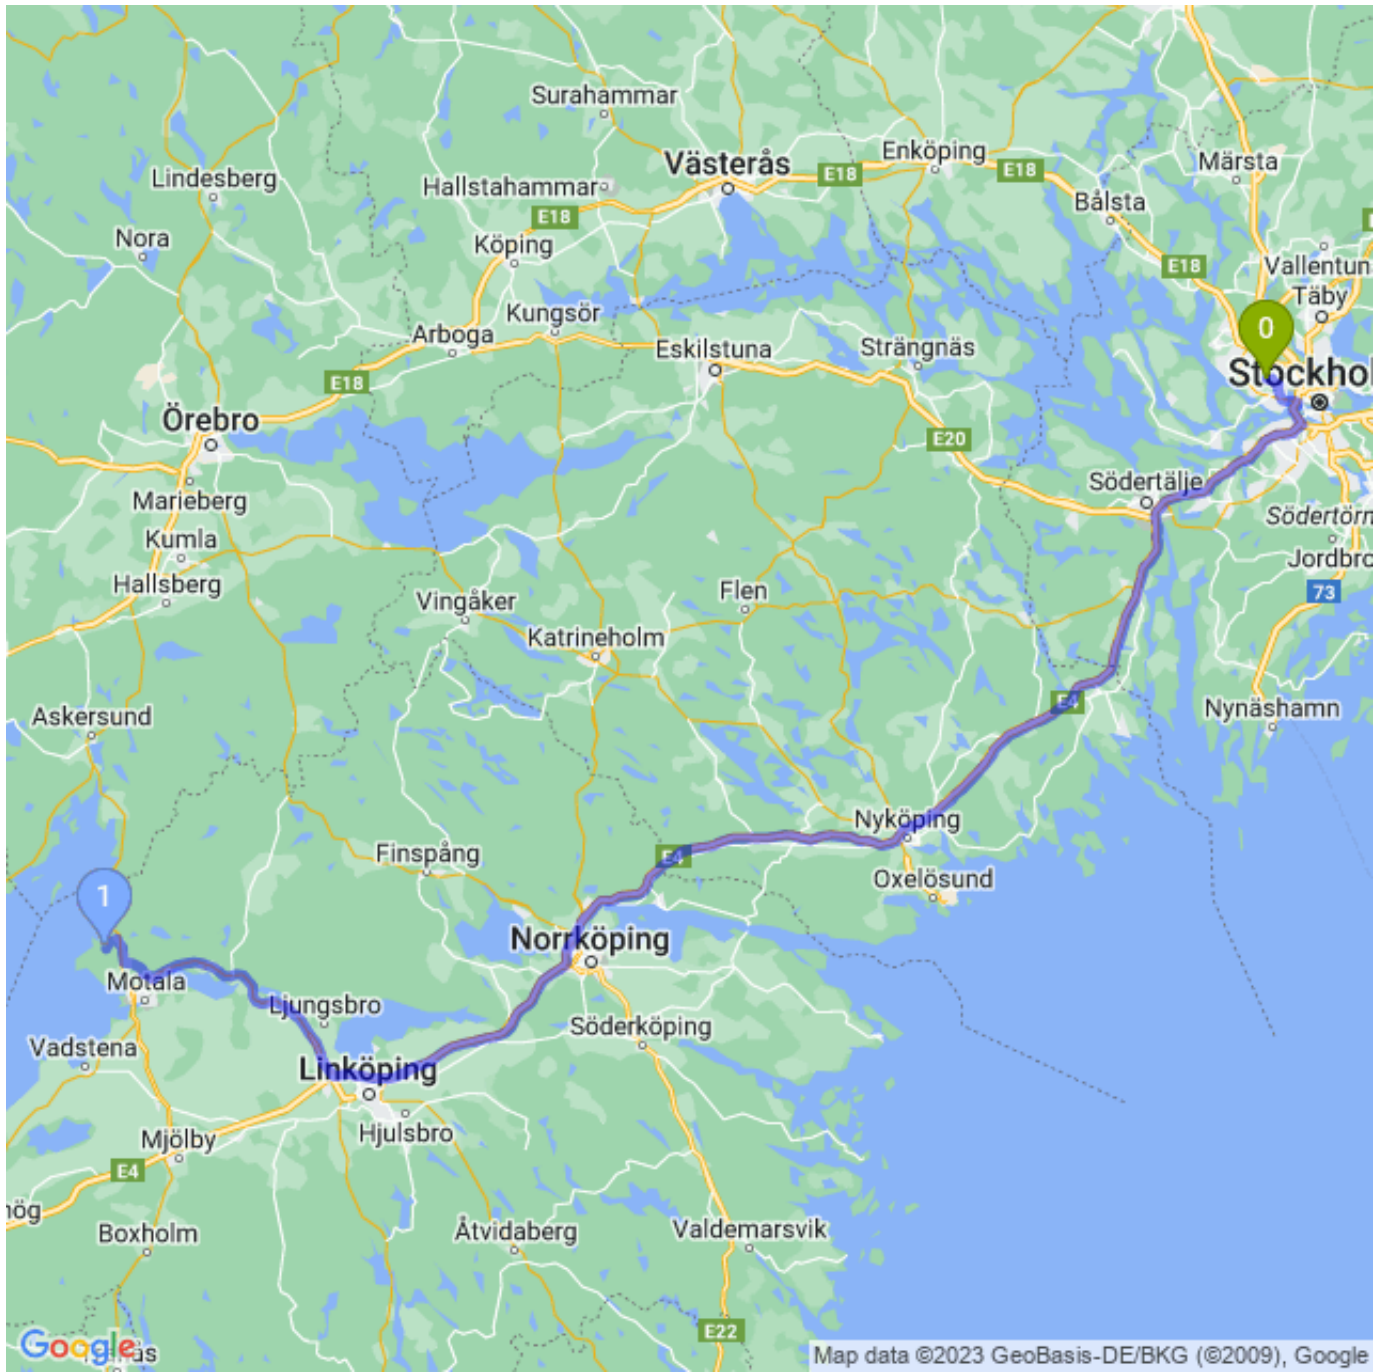 Surahammar
Västerås
Enköping
E18
E18
Märsta
Lindesberg
Hallstahammar
Bålsta
E18
Nora
Köping
E18
Vallentun
Täby
Kungsör
0
Arboga
Eskilstuna
Strängnäs
E18
Stockhol
Örebro
E20
Södertälje
Marieberg
Södertörn
Kumla
Jordbro
Hallsberg
Vingåker
Flen
73
Katrineholm
E4
Askersund
Nynäshamn
Nyköping
Finspång
E4
Oxelösund
1
Norrköping
Motala
Ljungsbro
Söderköping
Vadstena
Linköping
Hjulsbro
Mjölby
E4
Boxholm
Åtvidaberg
Valdemarsvik
E22
Google
Map data ©2023 GeoBasis-DE/BKG (©2009), Google